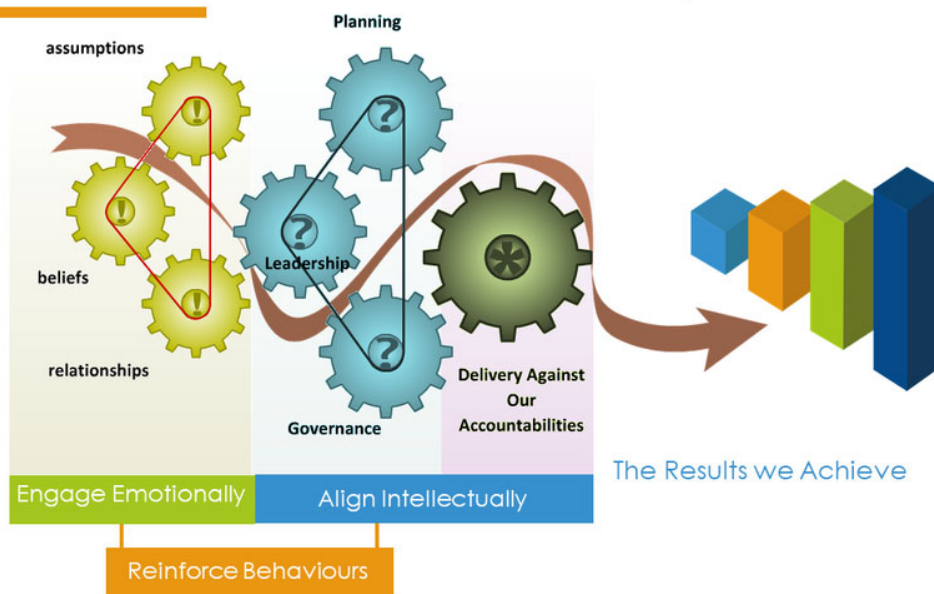 Planning
assumptions
!
?
!
?
Leadership
*
beliefs
!
?
relationships
Governance
Delivery Against
Our
Accountabilities
The Results we Achieve
Engage Emotionally
Align Intellectually
Reinforce Behaviours